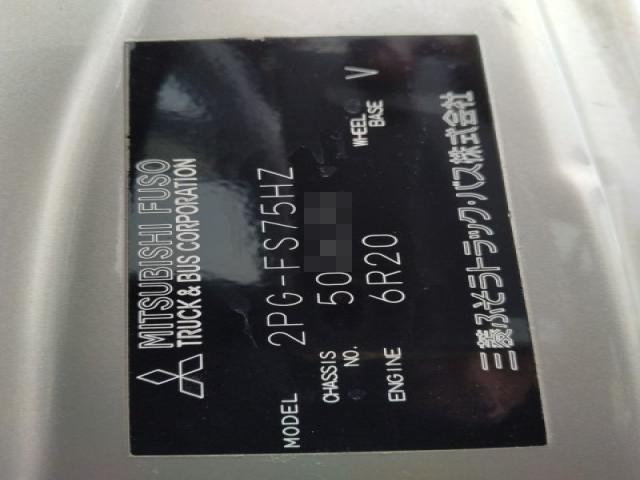 MITSUBISHI FUSO
TRUCK & BUS CORPORATION
MODEL 2PG-FS75HZ
CHASSIS NO. 50
ENGINE 6R20 WHEEL BASE V
三菱ふそうトラック・バス株式会社